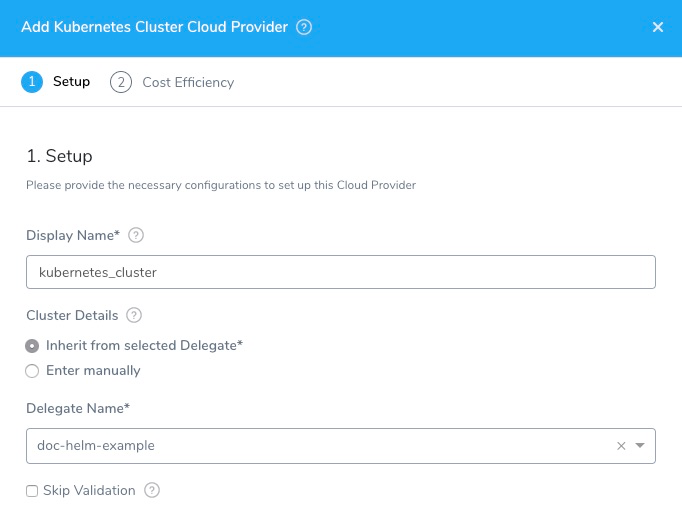 Add Kubernetes Cluster Cloud Provider ?
1 Setup 2 Cost Efficiency
1. Setup
Please provide the necessary configurations to set up this Cloud Provider
Display Name* ?
kubernetes_cluster
Cluster Details ?
Inherit from selected Delegate*
Enter manually
Delegate Name*
doc-helm-example
Skip Validation ?